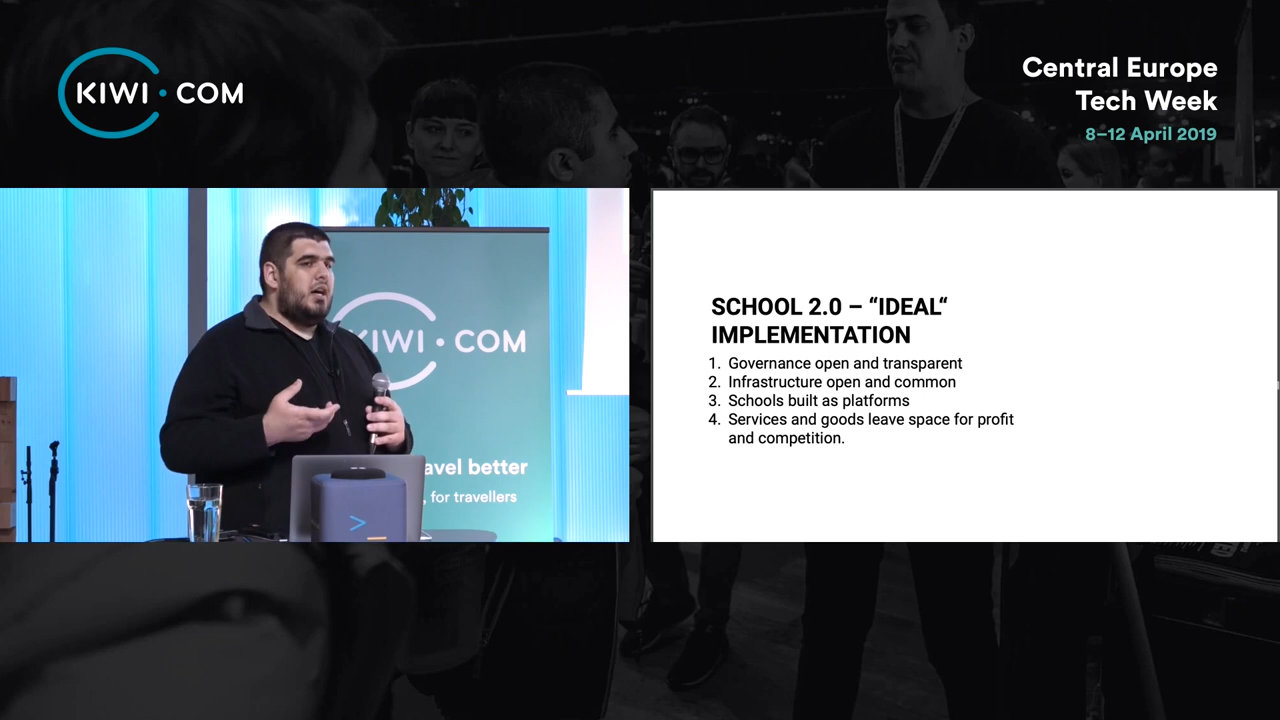 KIWI·COM
Central Europe
Tech Week
8–12 April 2019
KIWI·COM
avel better
, for travellers
>_
SCHOOL 2.0 – “IDEAL“
IMPLEMENTATION
1. Governance open and transparent
2. Infrastructure open and common
3. Schools built as platforms
4. Services and goods leave space for profit
and competition.